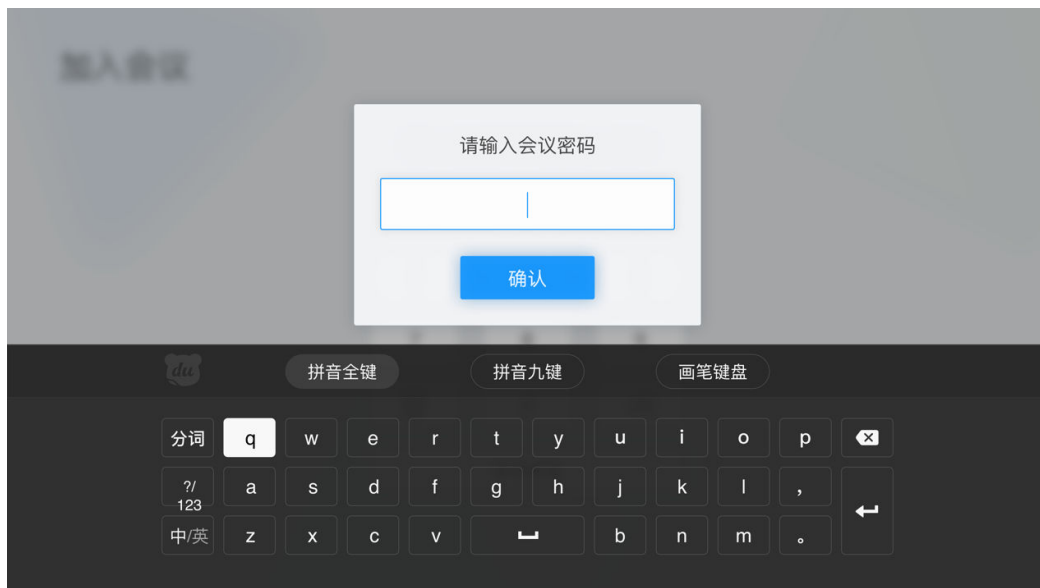 加入会议
请输入会议密码
确认
du
拼音全键 拼音九键 画笔键盘
分词 q w e r t y u i o p
?/123 a s d f g h j k l ，
中/英 z x c v b n m 。